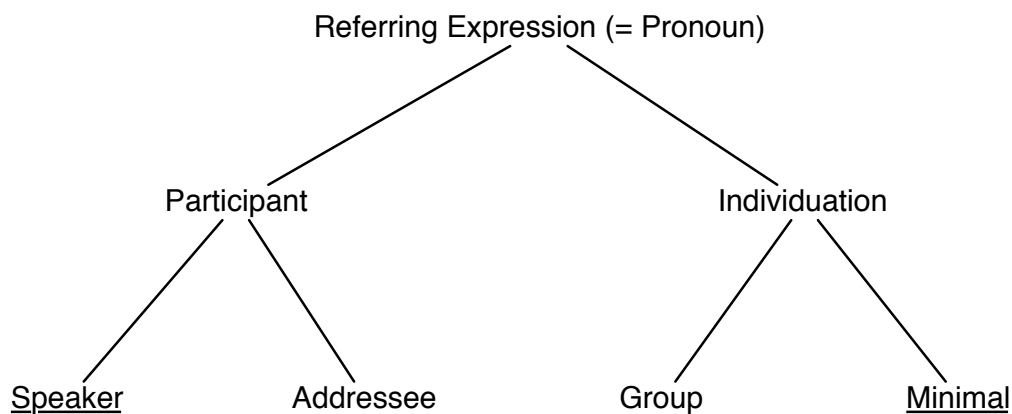 Referring Expression (= Pronoun)
Participant Individuation
Speaker Addressee Group Minimal